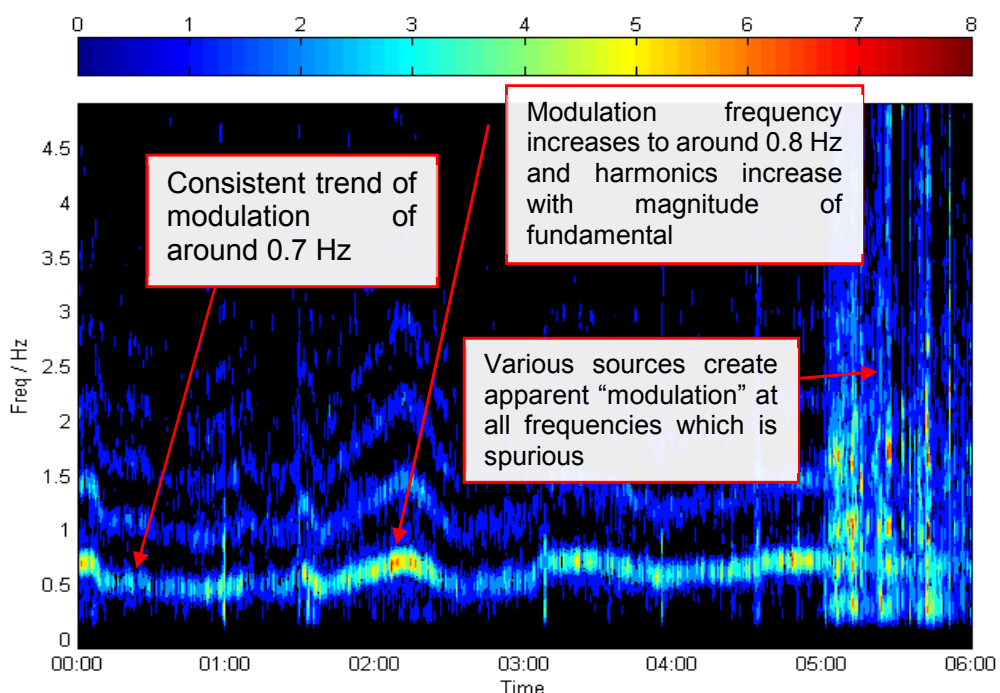 0 1 2 3 4 5 6 7 8
Modulation frequency
increases to around 0.8 Hz
and harmonics increase
with magnitude of
fundamental
Consistent trend of
modulation of
around 0.7 Hz
Various sources create
apparent “modulation” at
all frequencies which is
spurious
Freq / Hz
4.5
4
3.5
3
2.5
2
1.5
1
0.5
0
00:00 01:00 02:00 03:00 04:00 05:00 06:00
Time